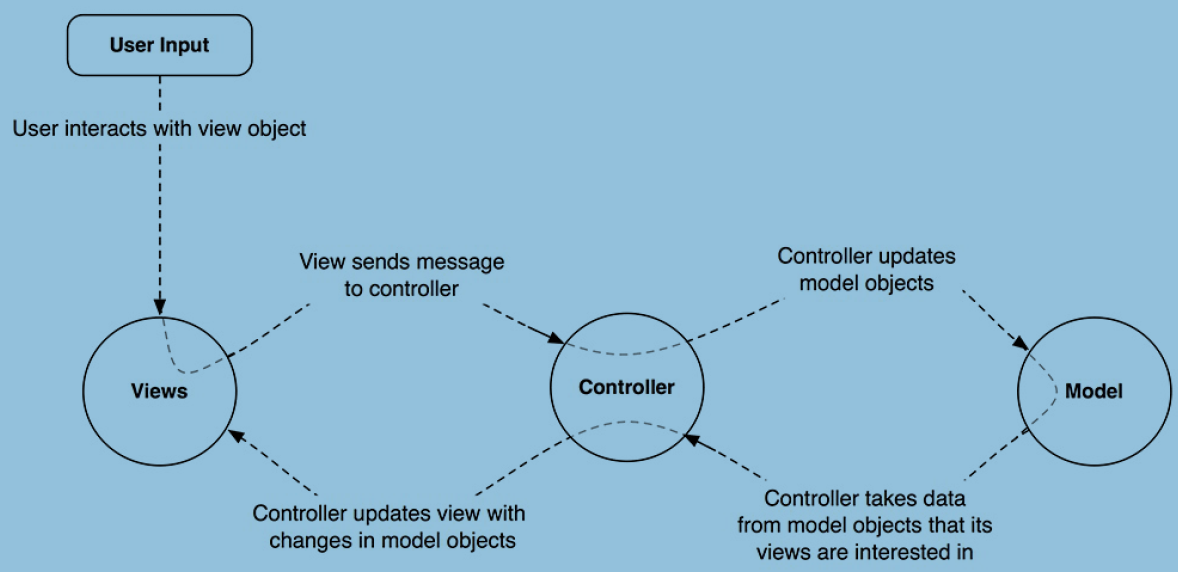 User Input
User interacts with view object
View sends message
to controller
Controller updates
model objects
Views
Controller
Model
Controller updates view with
changes in model objects
Controller takes data
from model objects that its
views are interested in